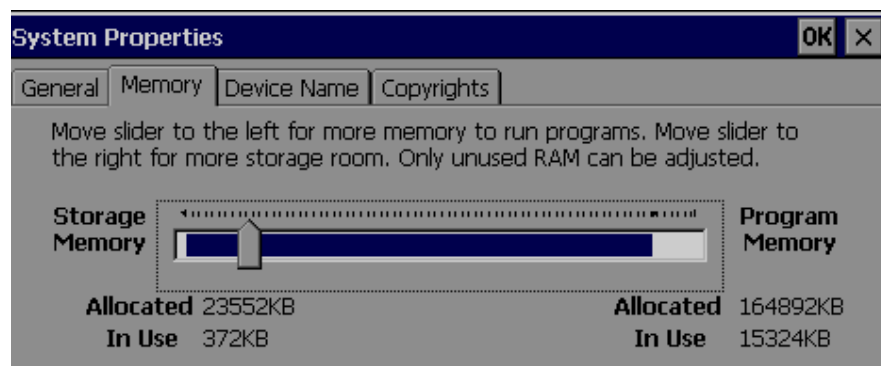 System Properties OK ×
General Memory Device Name Copyrights
Move slider to the left for more memory to run programs. Move slider to
the right for more storage room. Only unused RAM can be adjusted.
Storage Program
Memory Memory
Allocated 23552KB Allocated 164892KB
In Use 372KB In Use 15324KB